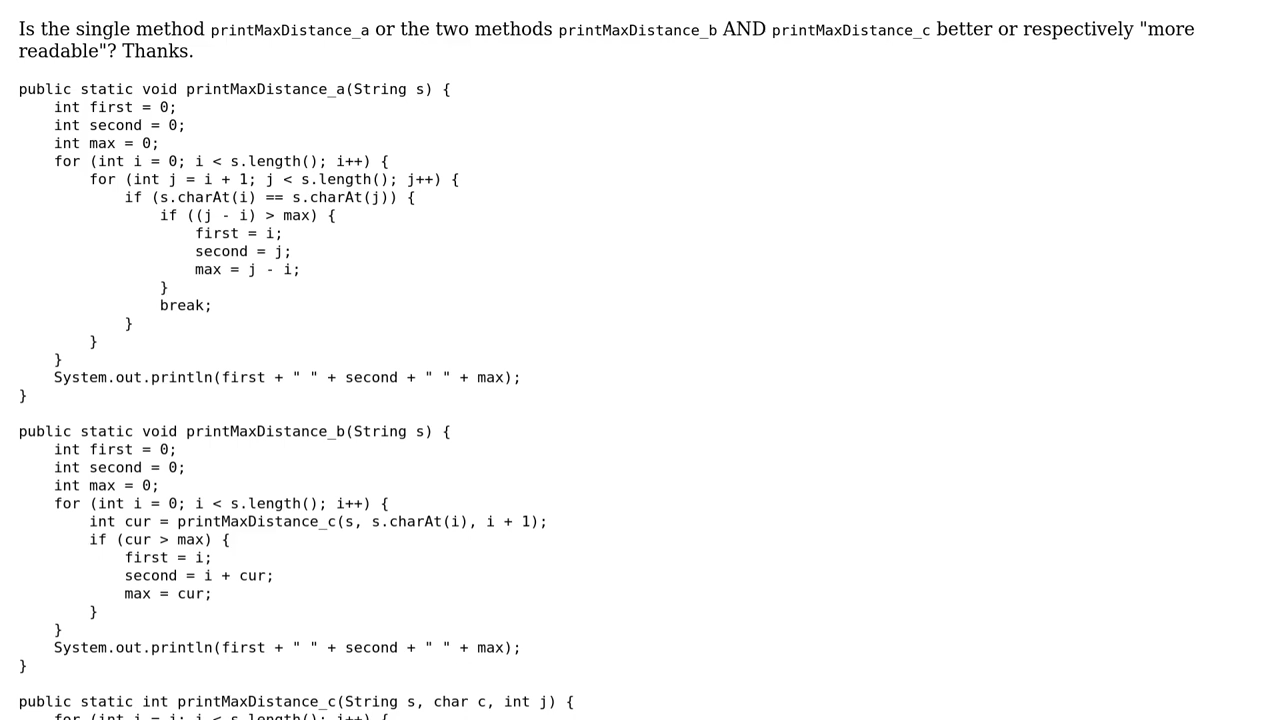 Is the single method printMaxDistance_a or the two methods printMaxDistance_b AND printMaxDistance_c better or respectively "more
readable"? Thanks.
public static void printMaxDistance_a(String s) {
    int first = 0;
    int second = 0;
    int max = 0;
    for (int i = 0; i < s.length(); i++) {
        for (int j = i + 1; j < s.length(); j++) {
            if (s.charAt(i) == s.charAt(j)) {
                if ((j - i) > max) {
                    first = i;
                    second = j;
                    max = j - i;
                }
                break;
            }
        }
    }
    System.out.println(first + " " + second + " " + max);
}
public static void printMaxDistance_b(String s) {
    int first = 0;
    int second = 0;
    int max = 0;
    for (int i = 0; i < s.length(); i++) {
        int cur = printMaxDistance_c(s, s.charAt(i), i + 1);
        if (cur > max) {
            first = i;
            second = i + cur;
            max = cur;
        }
    }
    System.out.println(first + " " + second + " " + max);
}
public static int printMaxDistance_c(String s, char c, int j) {
    for (int i = j; i < s.length(); i++) {